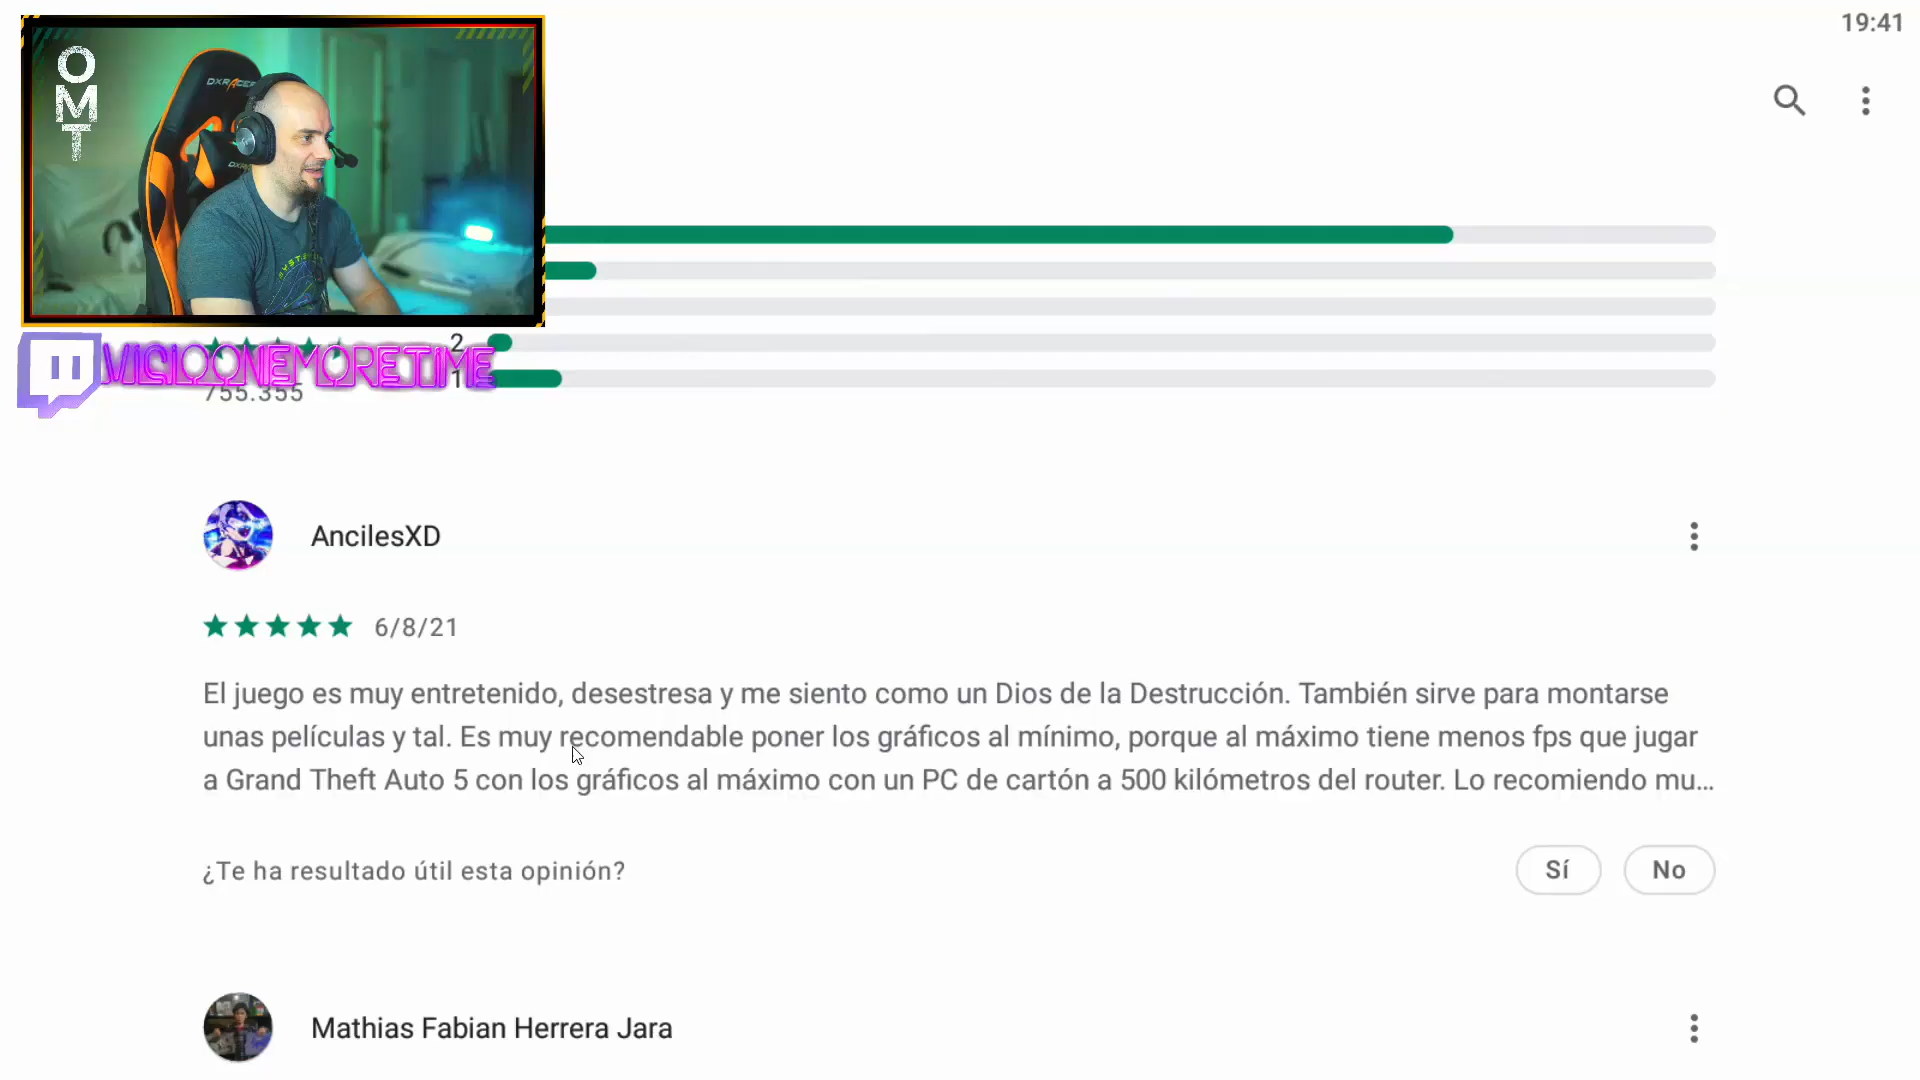 19:41
O
M
T
DXRACER
2
VICIOONEMORETIME
1
755.355
AncilesXD
6/8/21
El juego es muy entretenido, desestresa y me siento como un Dios de la Destrucción. También sirve para montarse
unas películas y tal. Es muy recomendable poner los gráficos al mínimo, porque al máximo tiene menos fps que jugar
a Grand Theft Auto 5 con los gráficos al máximo con un PC de cartón a 500 kilómetros del router. Lo recomiendo mu...
¿Te ha resultado útil esta opinión?
Sí
No
Mathias Fabian Herrera Jara